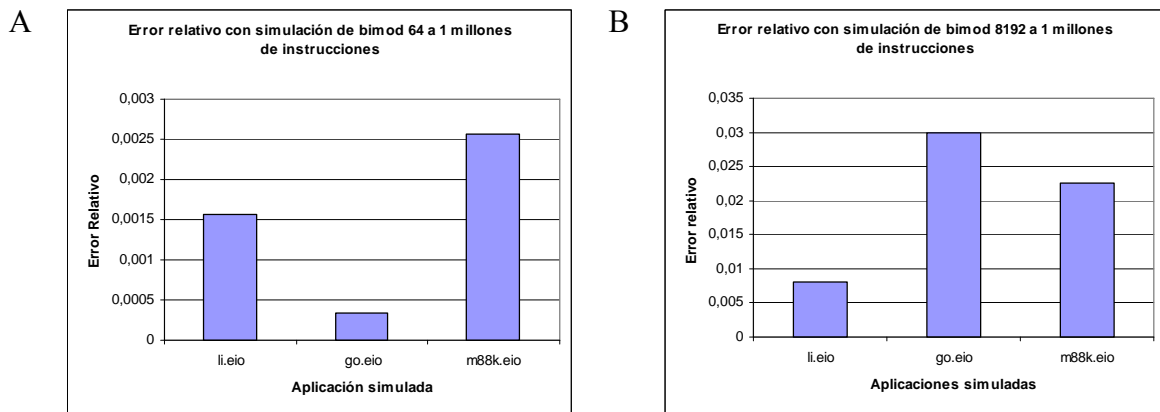 A
Error relativo con simulación de bimod 64 a 1 millones
de instrucciones
0,003
0,0025
0,002
0,0015
0,001
0,0005
0
Error Relativo
li.eio
go.eio
m88k.eio
Aplicación simulada
B
Error relativo con simulación de bimod 8192 a 1 millones
de instrucciones
0,035
0,03
0,025
0,02
0,015
0,01
0,005
0
Error relativo
li.eio
go.eio
m88k.eio
Aplicaciones simuladas